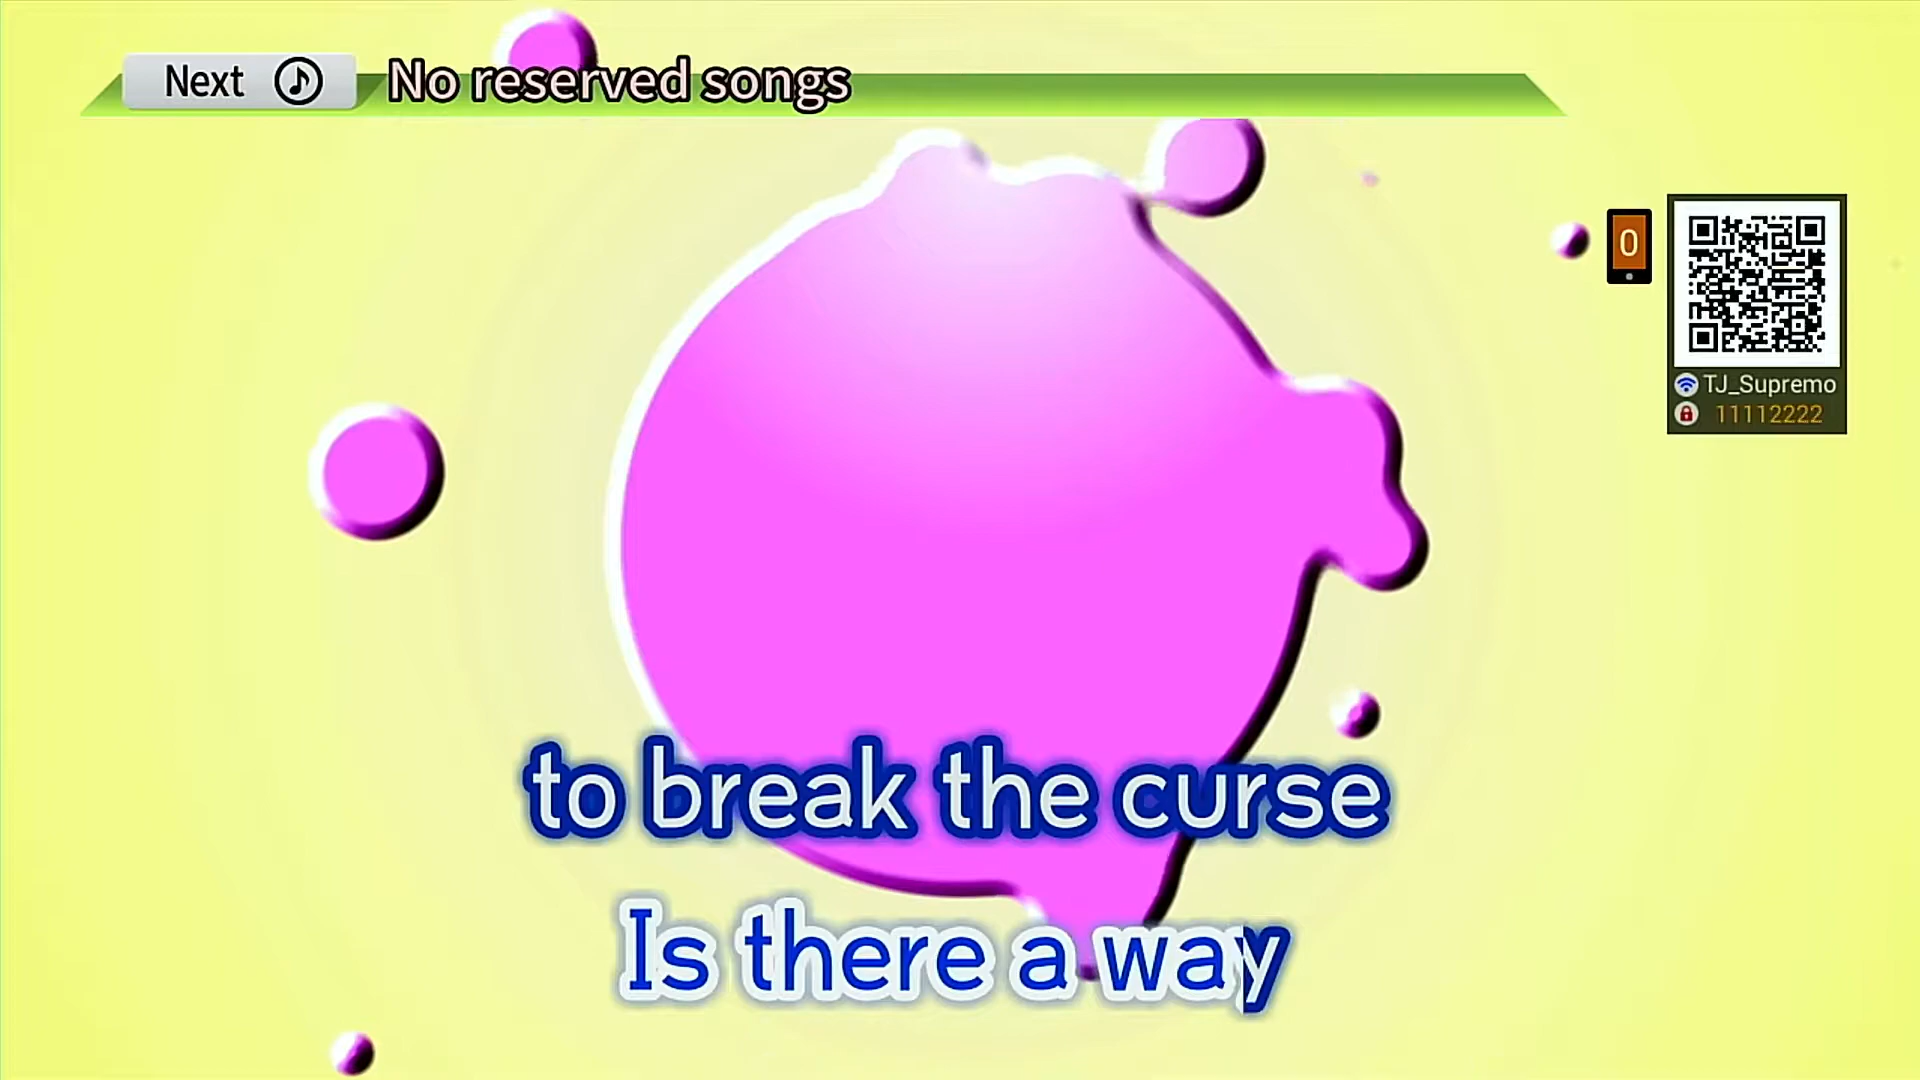 Next
No reserved songs
0
TJ_Supremo
11112222
to break the curse
Is there a way